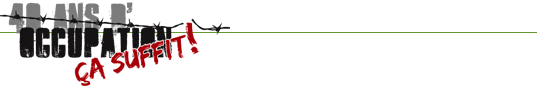 40 ANS D'
OCCUPATION
ÇA SUFFIT!